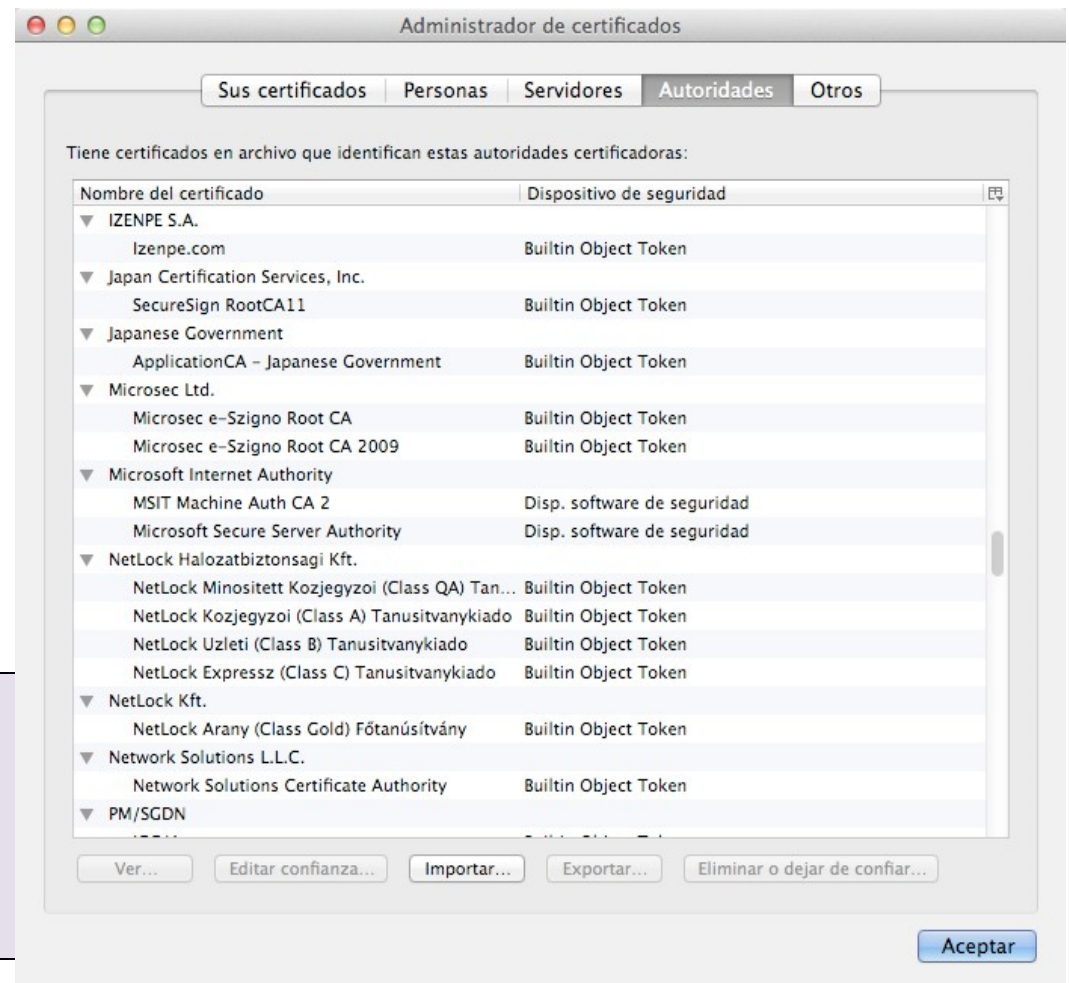 Administrador de certificados
Sus certificados Personas Servidores Autoridades Otros
Tiene certificados en archivo que identifican estas autoridades certificadoras:
Nombre del certificado Dispositivo de seguridad
IZENPE S.A.
Izenpe.com Builtin Object Token
Japan Certification Services, Inc.
SecureSign RootCA11 Builtin Object Token
Japanese Government
ApplicationCA – Japanese Government Builtin Object Token
Microsec Ltd.
Microsec e-Szigno Root CA Builtin Object Token
Microsec e-Szigno Root CA 2009 Builtin Object Token
Microsoft Internet Authority
MSIT Machine Auth CA 2 Disp. software de seguridad
Microsoft Secure Server Authority Disp. software de seguridad
NetLock Halozatbiztonsagi Kft.
NetLock Minositett Kozjegyzoi (Class QA) Tan... Builtin Object Token
NetLock Kozjegyzoi (Class A) Tanusitvanykiado Builtin Object Token
NetLock Uzleti (Class B) Tanusitvanykiado Builtin Object Token
NetLock Expressz (Class C) Tanusitvanykiado Builtin Object Token
NetLock Kft.
NetLock Arany (Class Gold) Főtanúsítvány Builtin Object Token
Network Solutions L.L.C.
Network Solutions Certificate Authority Builtin Object Token
PM/SGDN
Ver... Editar confianza... Importar... Exportar... Eliminar o dejar de confiar...
Aceptar